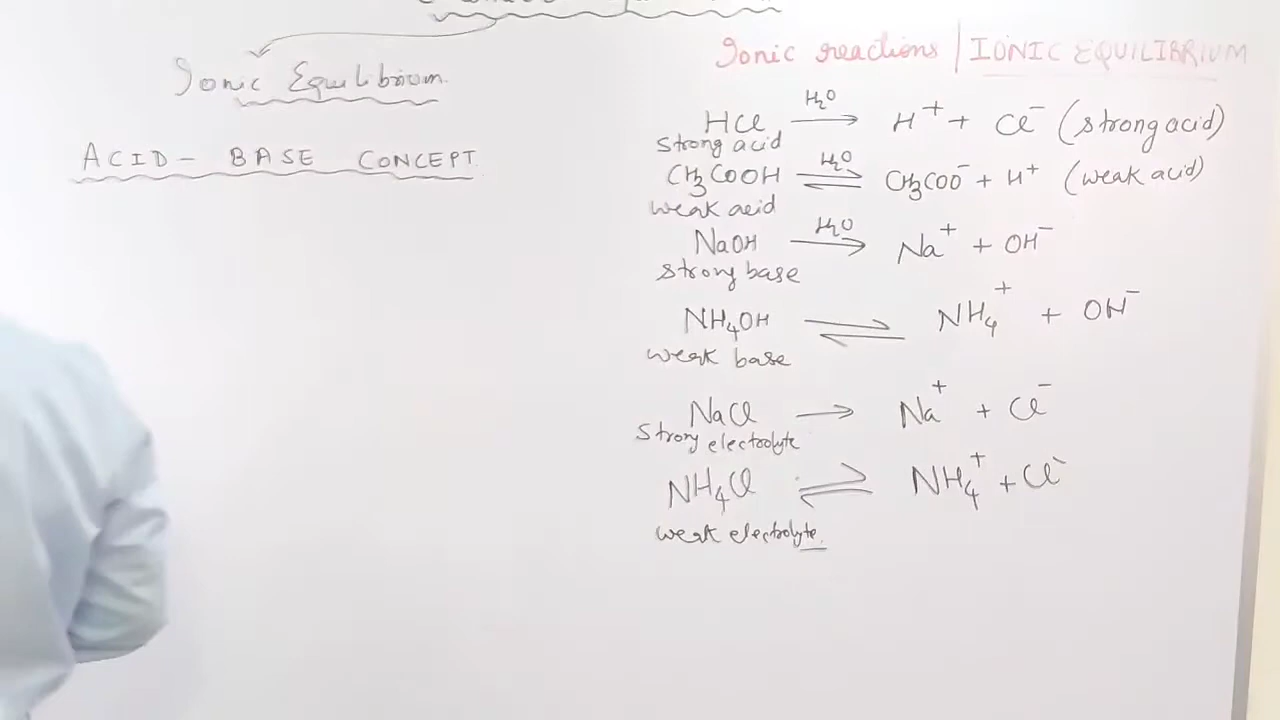 Ionic Equilibrium.
ACID - BASE CONCEPT
Ionic reactions | IONIC EQUILIBRIUM
HCl —H₂O→ H⁺ + Cl⁻ (strong acid)
strong acid
CH₃COOH ⇌ H₂O CH₃COO⁻ + H⁺ (weak acid)
weak acid
NaOH —H₂O→ Na⁺ + OH⁻
strong base
NH₄OH ⇌ NH₄⁺ + OH⁻
weak base
NaCl → Na⁺ + Cl⁻
Strong electrolyte
NH₄Cl ⇌ NH₄⁺ + Cl⁻
weak electrolyte.